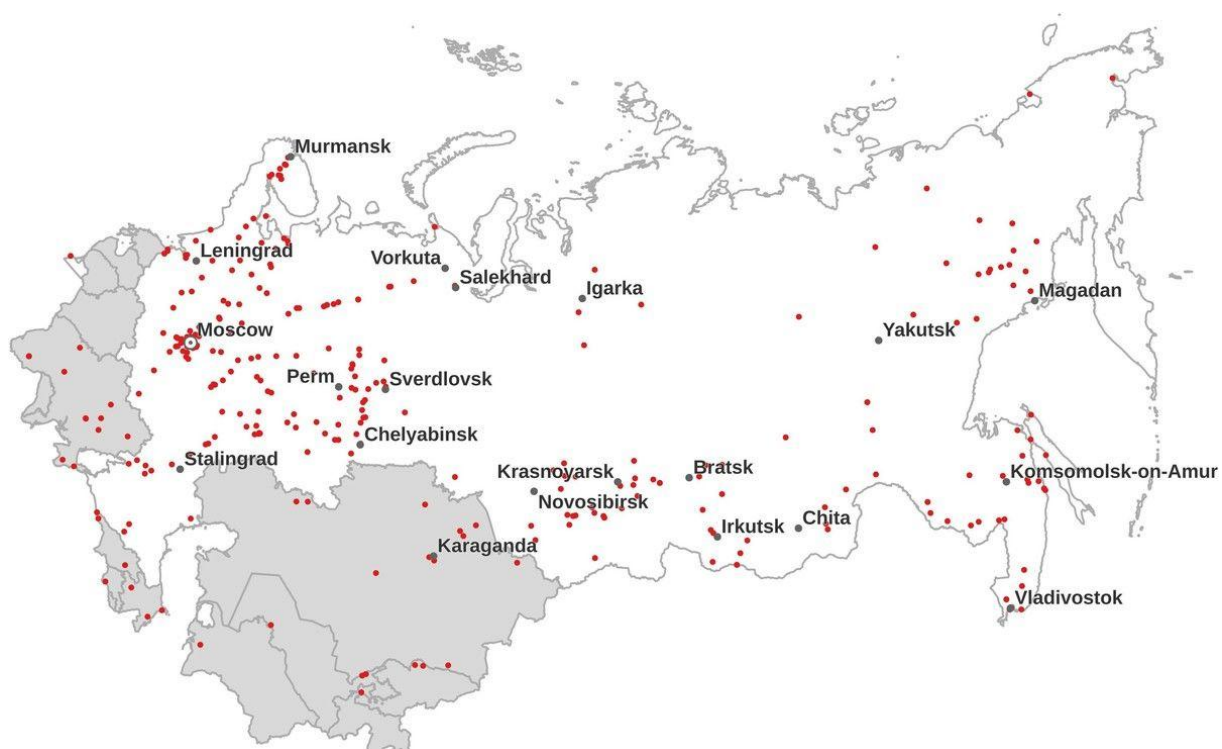 Murmansk
Leningrad
Vorkuta
Salekhard
Igarka
Magadan
Moscow
Yakutsk
Perm
Sverdlovsk
Chelyabinsk
Stalingrad
Krasnoyarsk
Bratsk
Komsomolsk-on-Amur
Novosibirsk
Chita
Irkutsk
Karaganda
Vladivostok